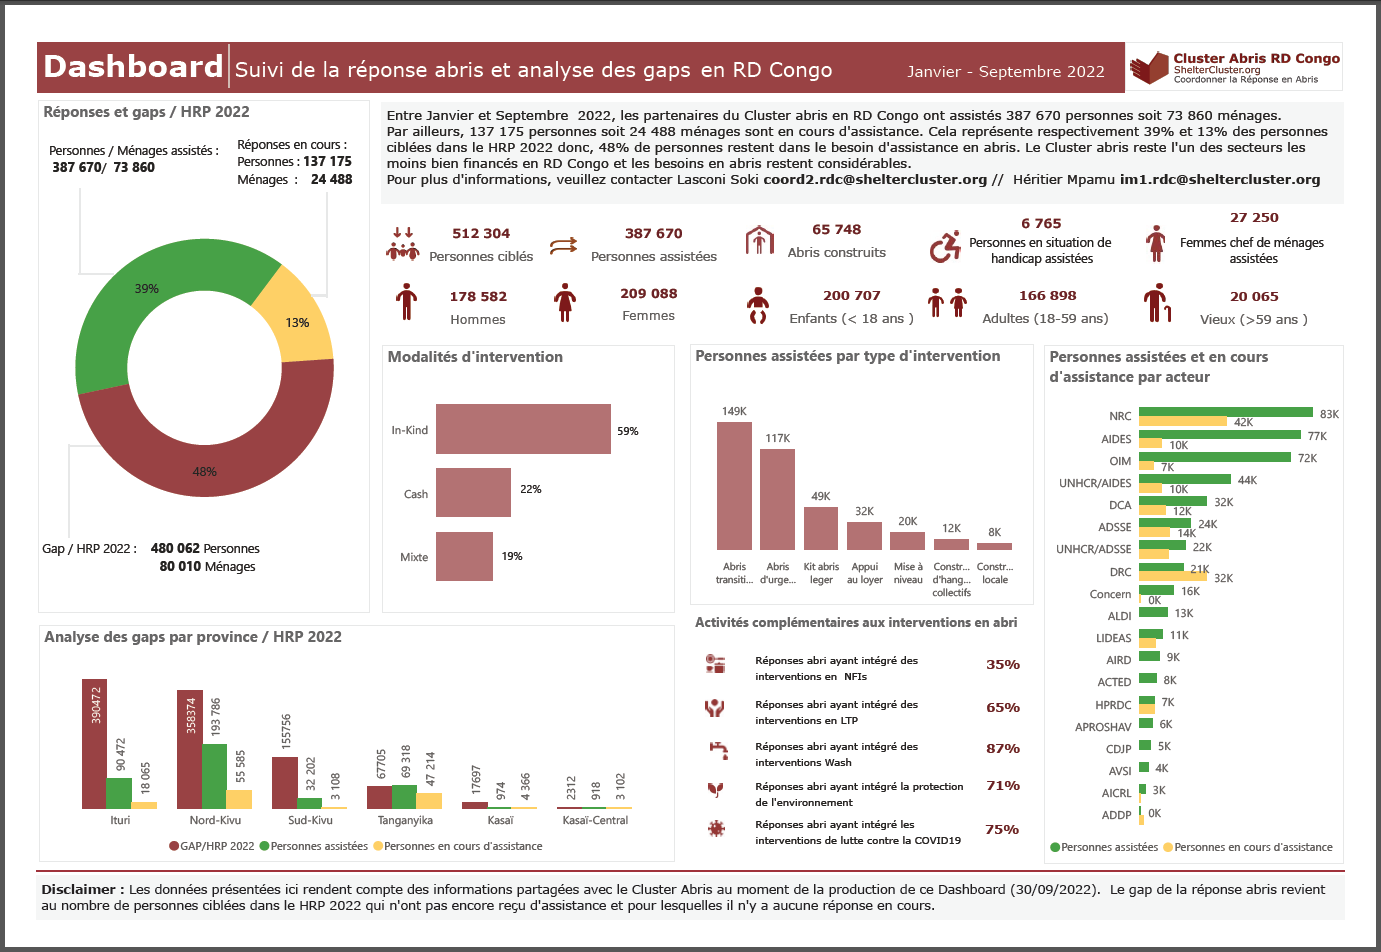 Dashboard
Suivi de la réponse abris et analyse des gaps en RD Congo
Janvier - Septembre 2022
Cluster Abris RD Congo
ShelterCluster.org
Coordonner la Réponse en Abris
Réponses et gaps / HRP 2022
Personnes / Ménages assistés :
387 670/ 73 860
Réponses en cours :
Personnes : 137 175
Ménages : 24 488
39%
13%
48%
Gap / HRP 2022 : 480 062 Personnes
80 010 Ménages
Entre Janvier et Septembre 2022, les partenaires du Cluster abris en RD Congo ont assistés 387 670 personnes soit 73 860 ménages.
Par ailleurs, 137 175 personnes soit 24 488 ménages sont en cours d'assistance. Cela représente respectivement 39% et 13% des personnes
ciblées dans le HRP 2022 donc, 48% de personnes restent dans le besoin d'assistance en abris. Le Cluster abris reste l'un des secteurs les
moins bien financés en RD Congo et les besoins en abris restent considérables.
Pour plus d'informations, veuillez contacter Lasconi Soki coord2.rdc@sheltercluster.org // Héritier Mpamu im1.rdc@sheltercluster.org
512 304
Personnes ciblés
387 670
Personnes assistées
65 748
Abris construits
6 765
Personnes en situation de
handicap assistées
27 250
Femmes chef de ménages
assistées
178 582
Hommes
209 088
Femmes
200 707
Enfants (< 18 ans )
166 898
Adultes (18-59 ans)
20 065
Vieux (>59 ans )
Modalités d'intervention
In-Kind
59%
Cash
22%
Mixte
19%
Personnes assistées par type d'intervention
149K
117K
49K
32K
20K
12K
8K
Abris
transiti...
Abris
d'urge...
Kit abris
leger
Appui
au loyer
Mise à
niveau
Constr...
d'hang...
collectifs
Constr...
locale
Personnes assistées et en cours
d'assistance par acteur
NRC 83K
42K
AIDES 77K
10K
OIM 72K
7K
UNHCR/AIDES 44K
10K
DCA 32K
12K
ADSSE 24K
14K
UNHCR/ADSSE 22K
DRC 21K
32K
Concern 16K
0K
ALDI 13K
LIDEAS 11K
AIRD 9K
ACTED 8K
HPRDC 7K
APROSHAV 6K
CDJP 5K
AVSI 4K
AICRL 3K
ADDP 0K
Personnes assistées Personnes en cours d'assistance
Analyse des gaps par province / HRP 2022
390472
90 472
18 065
358374
193 786
55 585
155756
32 202
3 108
67705
69 318
47 214
17697
974
4 366
2312
918
3 102
Ituri
Nord-Kivu
Sud-Kivu
Tanganyika
Kasaï
Kasaï-Central
GAP/HRP 2022 Personnes assistées Personnes en cours d'assistance
Activités complémentaires aux interventions en abri
Réponses abri ayant intégré des
interventions en NFIs
35%
Réponses abri ayant intégré des
interventions en LTP
65%
Réponses abri ayant intégré des
interventions Wash
87%
Réponses abri ayant intégré la protection
de l'environnement
71%
Réponses abri ayant intégré les
interventions de lutte contre la COVID19
75%
Disclaimer : Les données présentées ici rendent compte des informations partagées avec le Cluster Abris au moment de la production de ce Dashboard (30/09/2022). Le gap de la réponse abris revient
au nombre de personnes ciblées dans le HRP 2022 qui n'ont pas encore reçu d'assistance et pour lesquelles il n'y a aucune réponse en cours.